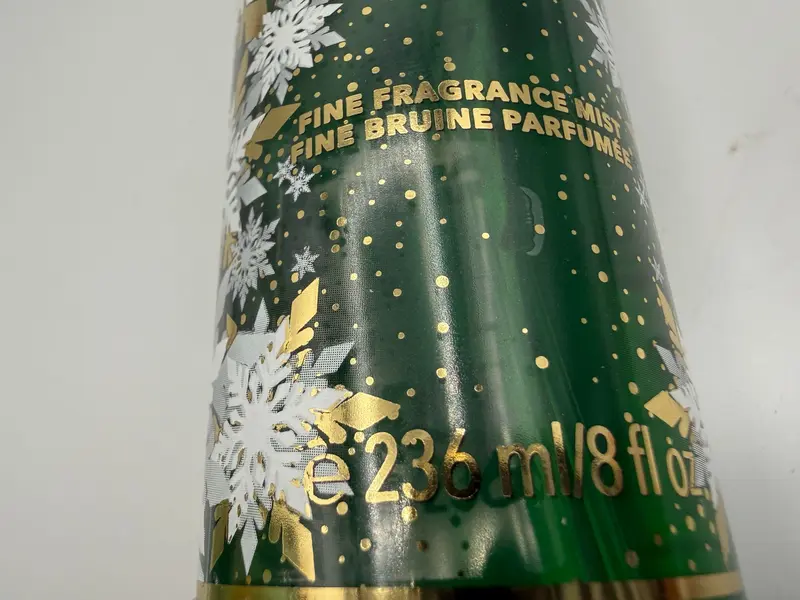 FINE FRAGRANCE MIST
FINE BRUINE PARFUMÉE
e 236 ml/8 fl oz